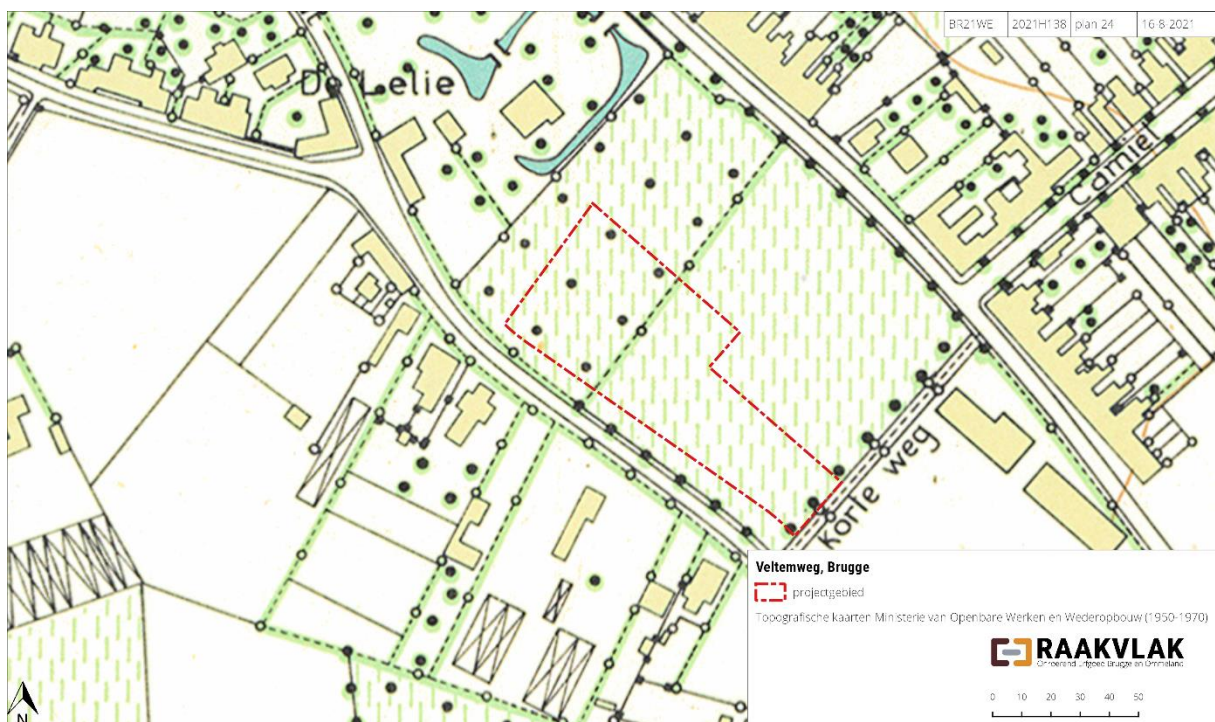 BR21WE 2021H138 plan 24 16-8-2021
De Lelie
Canle
Korte weg
Veltemweg, Brugge
projectgebied
Topografische kaarten Ministerie van Openbare Werken en Wederopbouw (1950-1970)
RAAKVLAK
Onroerend Erfgoed Brugge en Ommeland
0 10 20 30 40 50
N